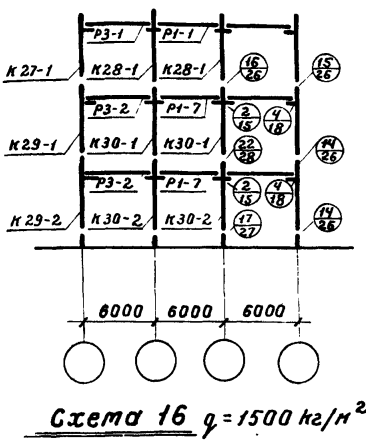 Р3-1 Р1-1
К27-1 К28-1 К28-1 16/26 15/26
Р3-2 Р1-7 2/15 4/18
К29-1 К30-1 К30-1 22/28 14/26
Р3-2 Р1-7 2/15 4/18
К29-2 К30-2 К30-2 17/27 14/26
6000 6000 6000
Схема 16 q=1500 кг/м²